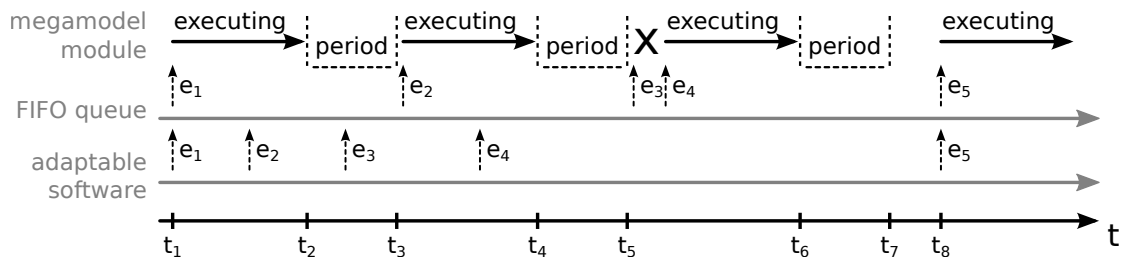 megamodel
module
executing
period
executing
period
X
executing
period
executing
e₁
e₂
e₃
e₄
e₅
FIFO queue
e₁
e₂
e₃
e₄
e₅
adaptable
software
t₁
t₂
t₃
t₄
t₅
t₆
t₇
t₈
t